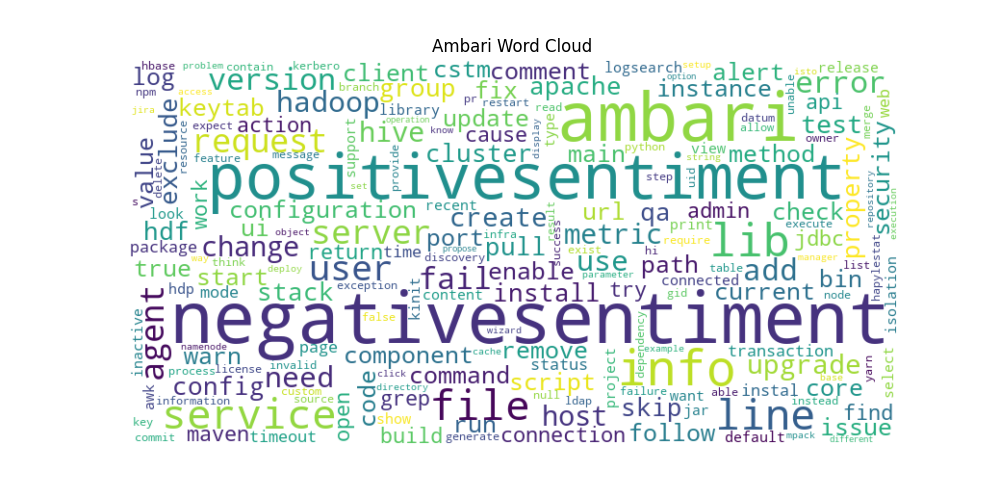 Ambari Word Cloud
hbase problem contain kerbero client cstm comment logsearch setup alert release
npm log version group fix apache instance option isto error
jira access keytab hadoop branch library pr restart read unable api web
expect action hive operation update cause know type datum allow test merge owner
value delete exclude resource request support provide display ambari security
feature message cluster main python view method
work set positivesentiment step string uid property repository execution
s look configuration recent create url qa admin check
hdf ui object server port infra pull result success metric print execute jdbc
package change return time discovery propose exist hi require lib manager list
true way think start deploy user fail enable use path table connected add bin happylestat
hdp mode stack exception kinit content install parameter try gid current node isolation
inactive agent negativesentiment
false wizard
namenode warn page component cache remove dependency example transaction yarn
process license invalid click status project info upgrade select
awk config need custom command script failure want able base
information source code directory null ldap jar instal instead core
key service open grep show file host skip line find
maven timeout run build generate connection follow default mpack issue
commit different